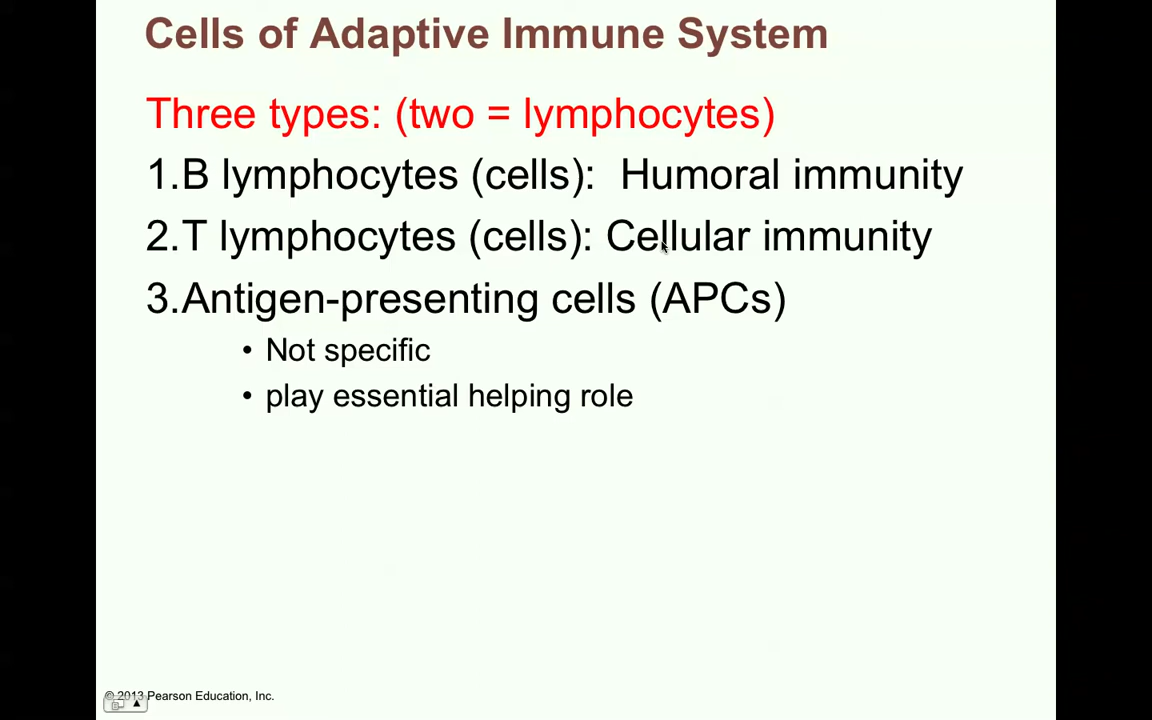 Cells of Adaptive Immune System
Three types: (two = lymphocytes)
1.B lymphocytes (cells):  Humoral immunity
2.T lymphocytes (cells): Cellular immunity
3.Antigen-presenting cells (APCs)
• Not specific
• play essential helping role
© 2013 Pearson Education, Inc.